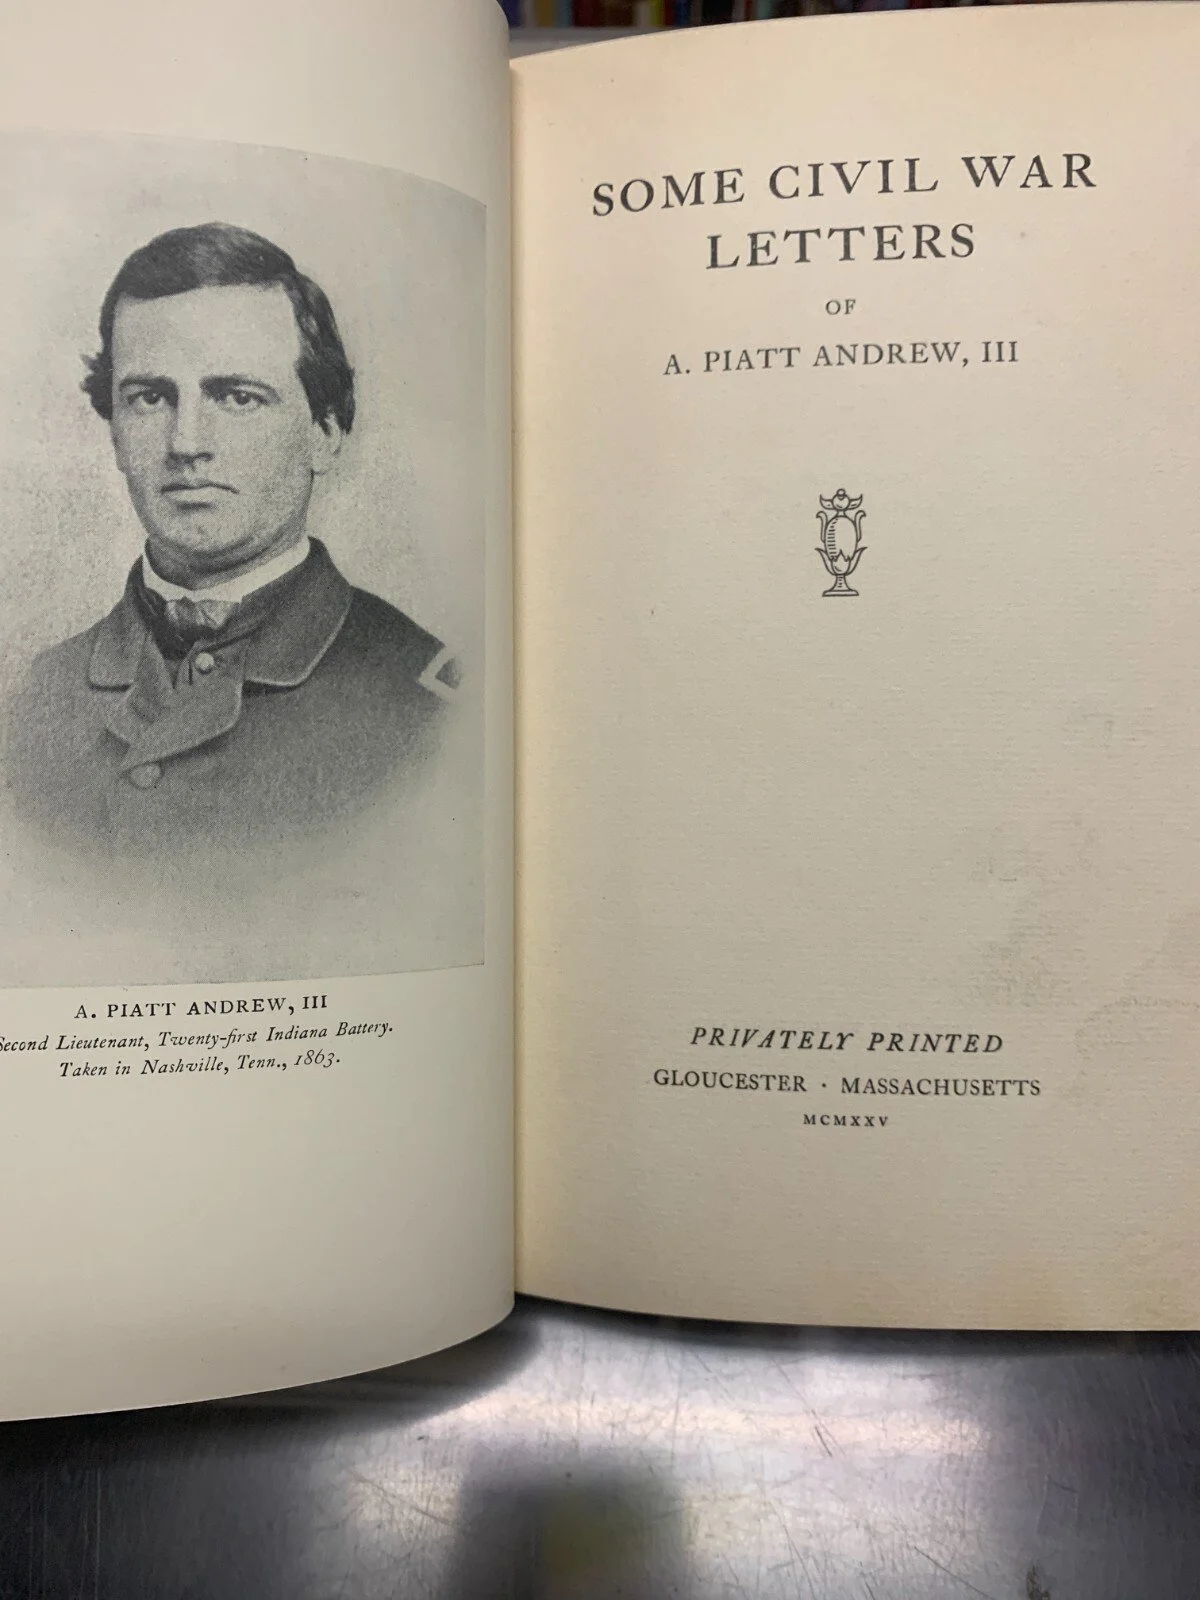 A. PIATT ANDREW, III
Second Lieutenant, Twenty-first Indiana Battery.
Taken in Nashville, Tenn., 1863.
SOME CIVIL WAR
LETTERS
OF
A. PIATT ANDREW, III
PRIVATELY PRINTED
GLOUCESTER · MASSACHUSETTS
MCMXXV